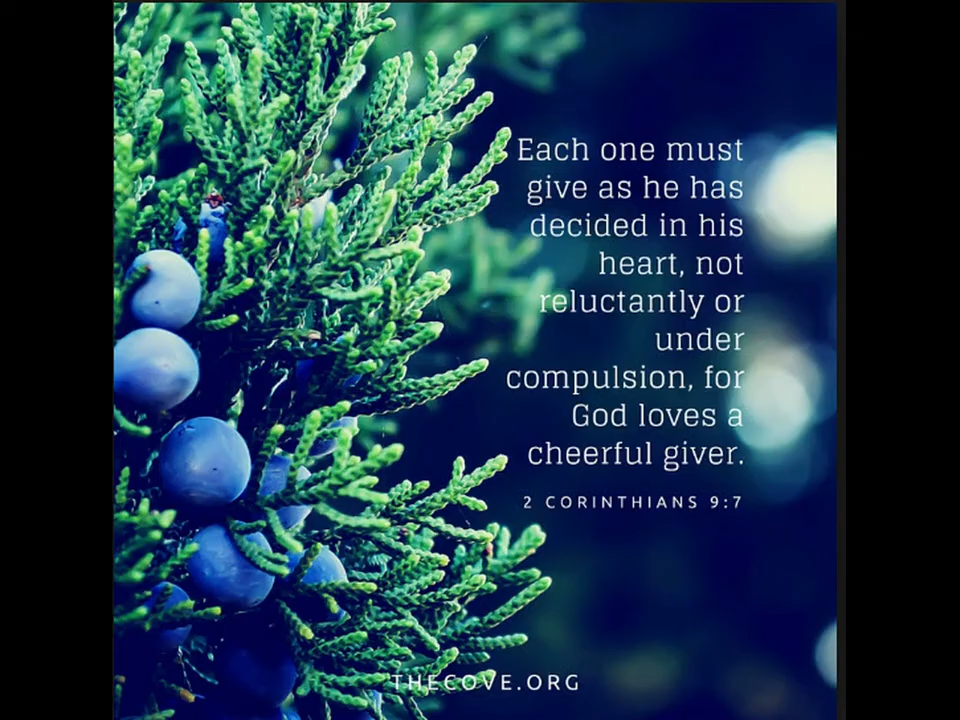 Each one must
give as he has
decided in his
heart, not
reluctantly or
under
compulsion, for
God loves a
cheerful giver.
2 CORINTHIANS 9:7
THECOVE.ORG